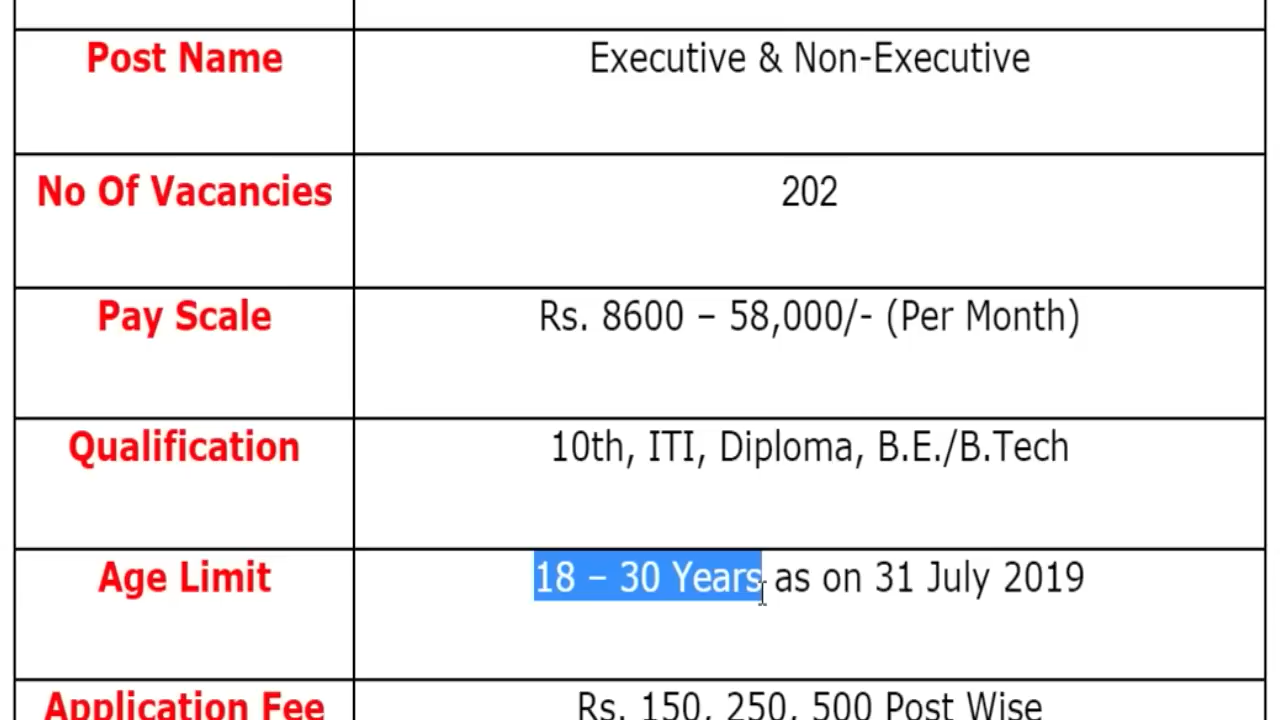 Post Name Executive & Non-Executive
No Of Vacancies 202
Pay Scale Rs. 8600 – 58,000/- (Per Month)
Qualification 10th, ITI, Diploma, B.E./B.Tech
Age Limit 18 – 30 Years as on 31 July 2019
Application Fee Rs. 150, 250, 500 Post Wise